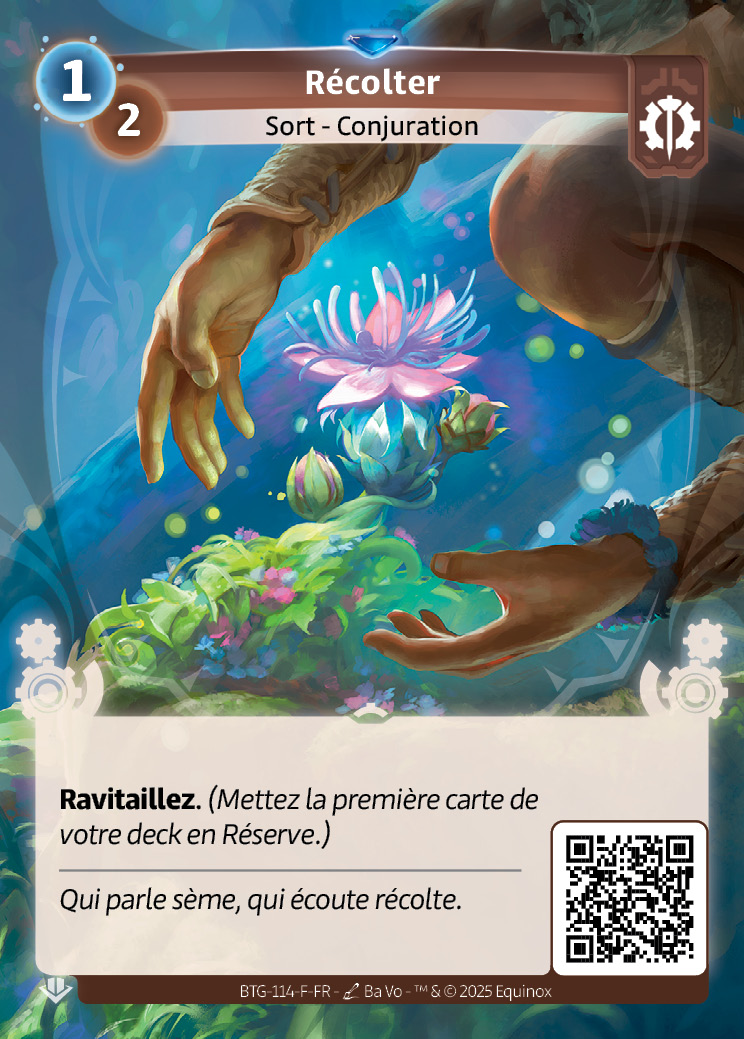 1
Récolter
2
Sort - Conjuration
Ravitaillez. (Mettez la première carte de
votre deck en Réserve.)
Qui parle sème, qui écoute récolte.
BTG-114-F-FR - Ba Vo - ™ & © 2025 Equinox